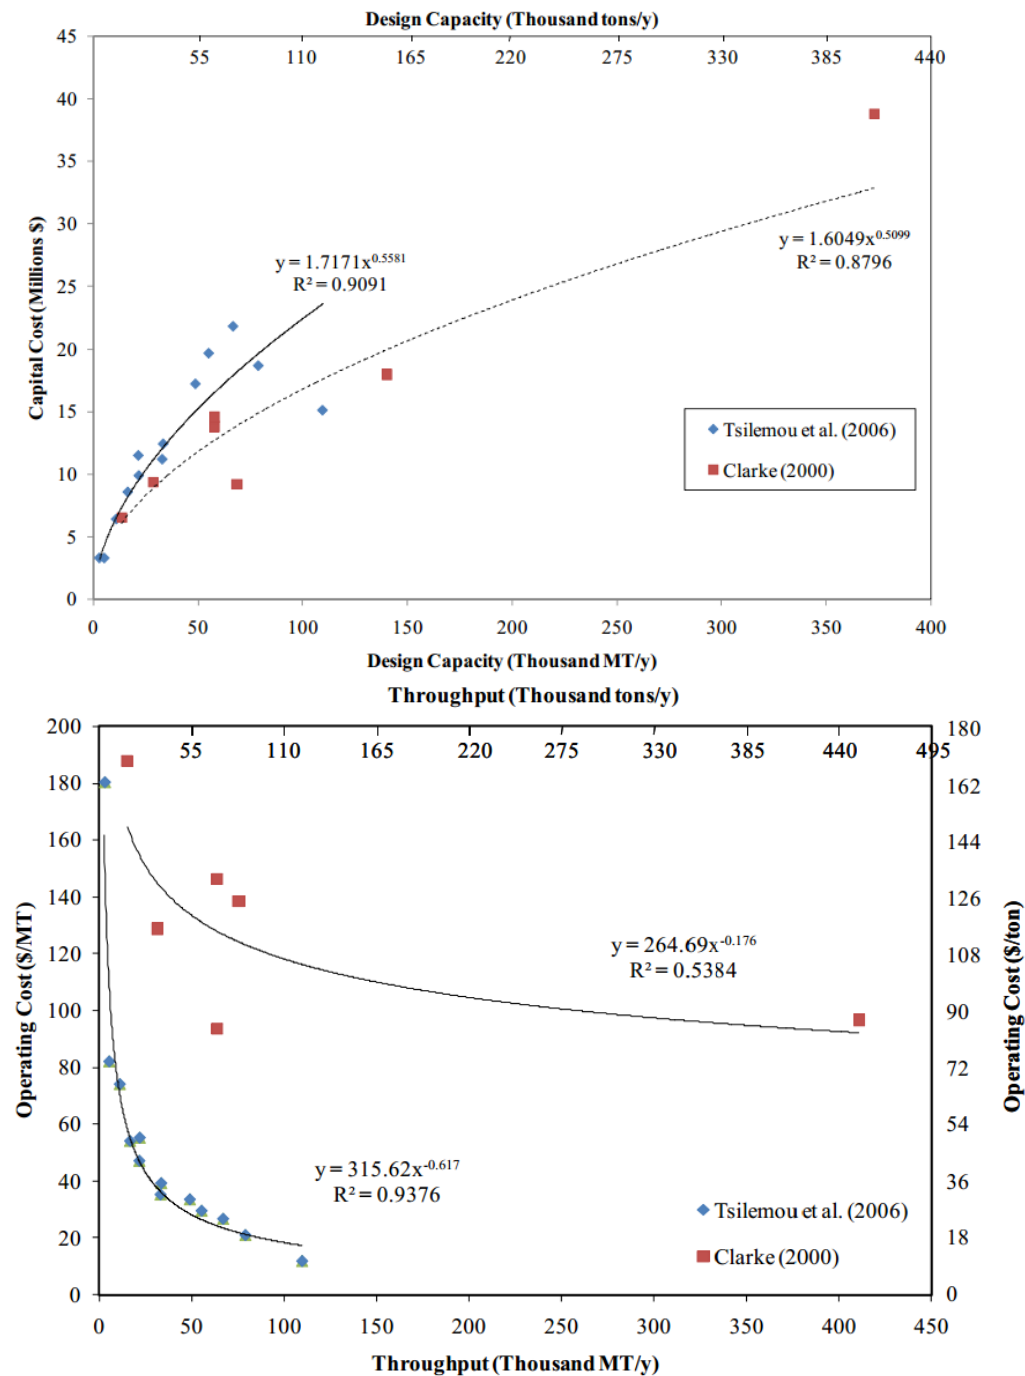 Design Capacity (Thousand tons/y)
55 110 165 220 275 330 385 440
45
40
35
30
25
20
15
10
5
0
Capital Cost (Millions $)
y = 1.7171x^0.5581
R² = 0.9091
y = 1.6049x^0.5099
R² = 0.8796
Tsilemou et al. (2006)
Clarke (2000)
0 50 100 150 200 250 300 350 400
Design Capacity (Thousand MT/y)
Throughput (Thousand tons/y)
55 110 165 220 275 330 385 440 495
200
180
160
140
120
100
80
60
40
20
0
Operating Cost ($/MT)
y = 264.69x^-0.176
R² = 0.5384
y = 315.62x^-0.617
R² = 0.9376
Tsilemou et al. (2006)
Clarke (2000)
180
162
144
126
108
90
72
54
36
18
0
Operating Cost ($/ton)
0 50 100 150 200 250 300 350 400 450
Throughput (Thousand MT/y)